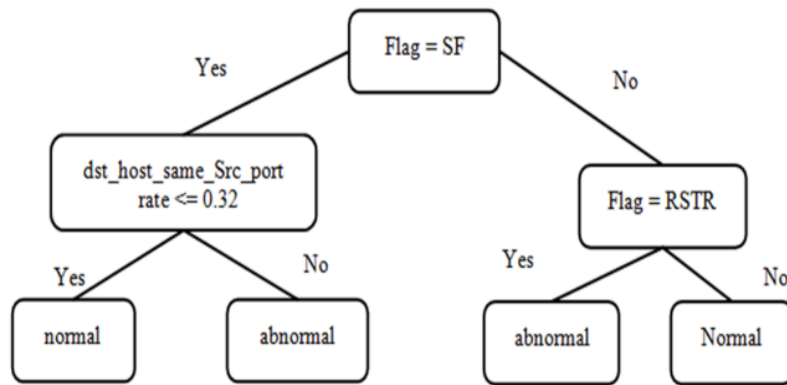 Flag = SF
Yes
No
dst_host_same_Src_port
rate <= 0.32
Flag = RSTR
Yes
No
Yes
No
normal
abnormal
abnormal
Normal